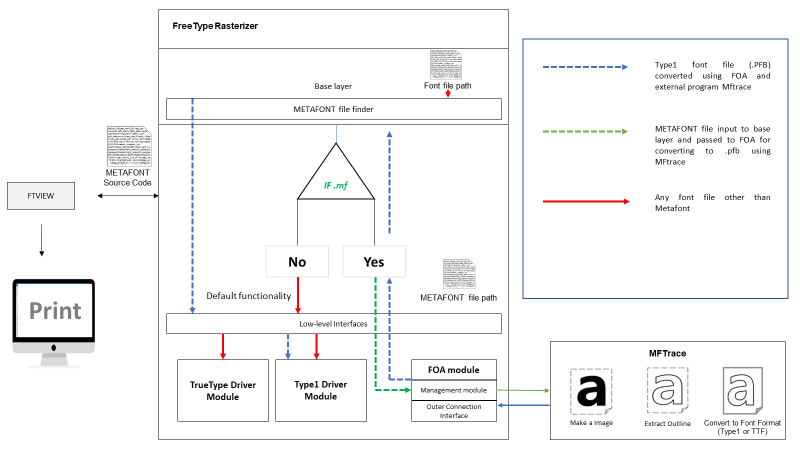 FreeType Rasterizer
Base layer
Font file path
METAFONT file finder
METAFONT
Source Code
FTVIEW
Print
IF .mf
No
Yes
Default functionality
METAFONT file path
Low-level Interfaces
TrueType Driver
Module
Type1 Driver
Module
FOA module
Management module
Outer Connection
Interface
Type1 font file (.PFB)
converted using FOA and
external program Mftrace
METAFONT file input to base
layer and passed to FOA for
converting to .pfb using
MFtrace
Any font file other than
Metafont
MFTrace
a
a
a
Make a Image
Extract Outline
Convert to Font Format
(Type1 or TTF)